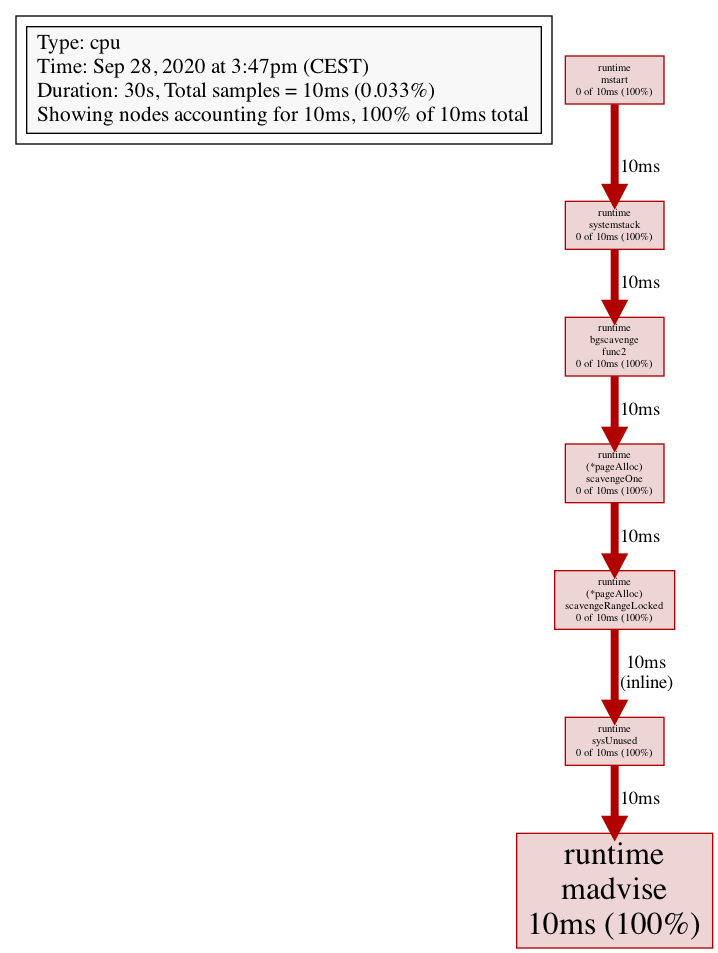 Type: cpu
Time: Sep 28, 2020 at 3:47pm (CEST)
Duration: 30s, Total samples = 10ms (0.033%)
Showing nodes accounting for 10ms, 100% of 10ms total
runtime
mstart
0 of 10ms (100%)
10ms
runtime
systemstack
0 of 10ms (100%)
10ms
runtime
bgscavenge
func2
0 of 10ms (100%)
10ms
runtime
(*pageAlloc)
scavengeOne
0 of 10ms (100%)
10ms
runtime
(*pageAlloc)
scavengeRangeLocked
0 of 10ms (100%)
10ms
(inline)
runtime
sysUnused
0 of 10ms (100%)
10ms
runtime
madvise
10ms (100%)